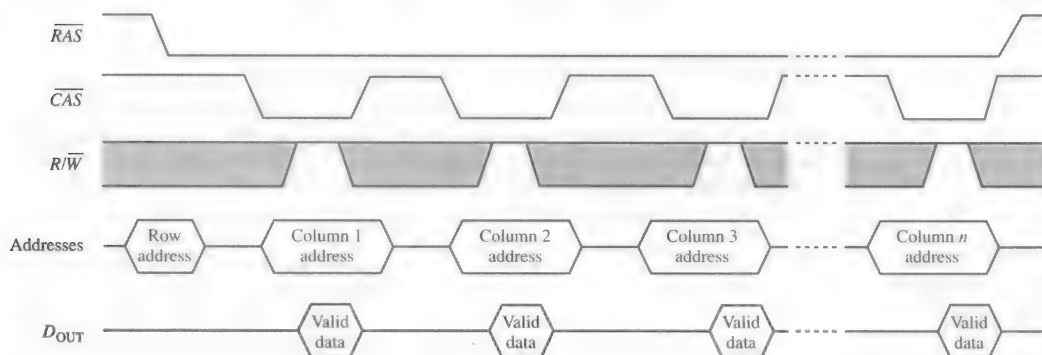 RAS
CAS
R/W
Addresses
Row
address
Column 1
address
Column 2
address
Column 3
address
Column n
address
DOUT
Valid
data
Valid
data
Valid
data
Valid
data